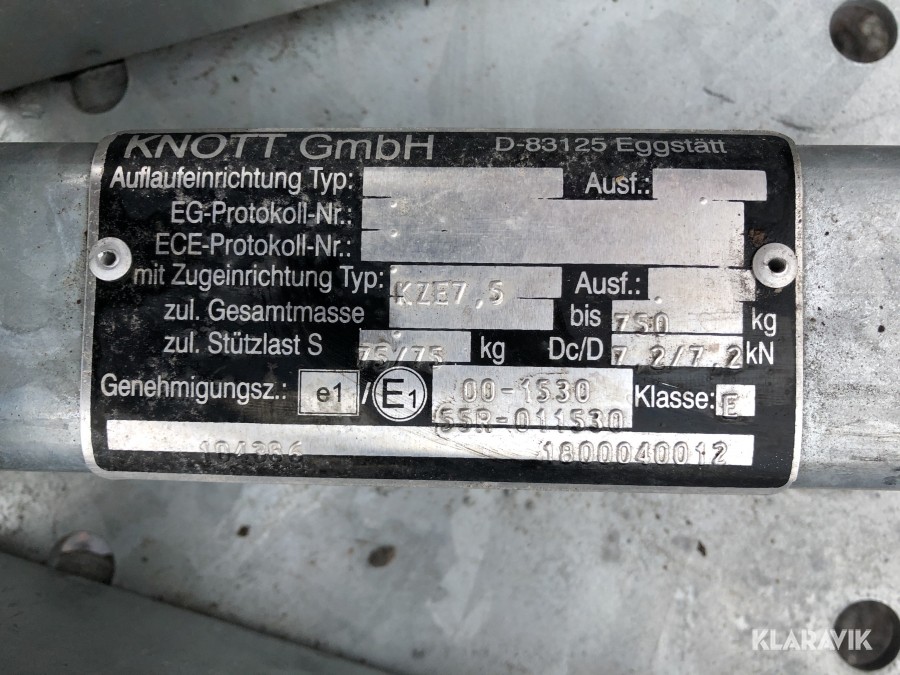 KNOTT GmbH D-83125 Eggstätt
Auflaufeinrichtung Typ: Ausf.:
EG-Protokoll-Nr.:
ECE-Protokoll-Nr.:
mit Zugeinrichtung Typ: KZE7,5 Ausf.:
zul. Gesamtmasse bis 750 kg
zul. Stützlast S 75/75 kg Dc/D 7,2/7,2 kN
Genehmigungsz.: e1 / E1 00-1530 Klasse: E
55R-011530
1800040012
KLARAVIK